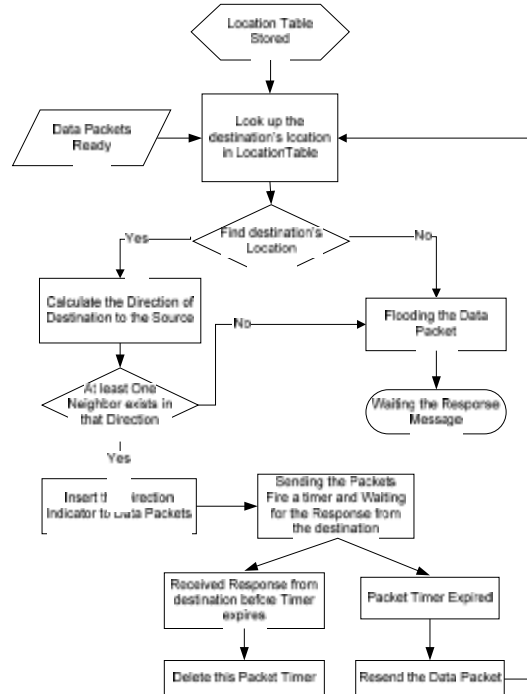 Location Table
Stored
Data Packets
Ready
Look up the
destination's location
in LocationTable
Find destination's
Location
Yes
No
Calculate the Direction of
Destination to the Source
Flooding the Data
Packet
No
At least One
Neighbor exists in
that Direction
Waiting the Response
Message
Yes
Insert th irection
Indicator to Data Packets
Sending the Packets
Fire a timer and Waiting
for the Response from
the destination
Received Response from
destination before Timer
expires
Packet Timer Expired
Delete this Packet Timer
Resend the Data Packet